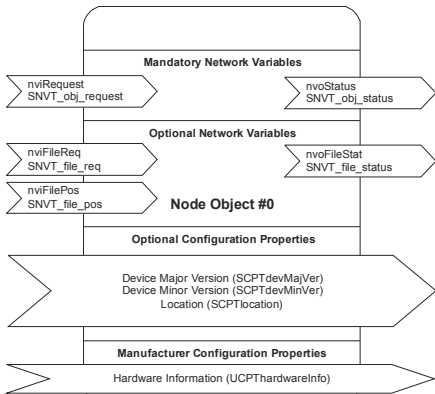 Mandatory Network Variables
nviRequest
SNVT_obj_request
nvoStatus
SNVT_obj_status
Optional Network Variables
nviFileReq
SNVT_file_req
nvoFileStat
SNVT_file_status
nviFilePos
SNVT_file_pos
Node Object #0
Optional Configuration Properties
Device Major Version (SCPTdevMajVer)
Device Minor Version (SCPTdevMinVer)
Location (SCPTlocation)
Manufacturer Configuration Properties
Hardware Information (UCPThardwareInfo)